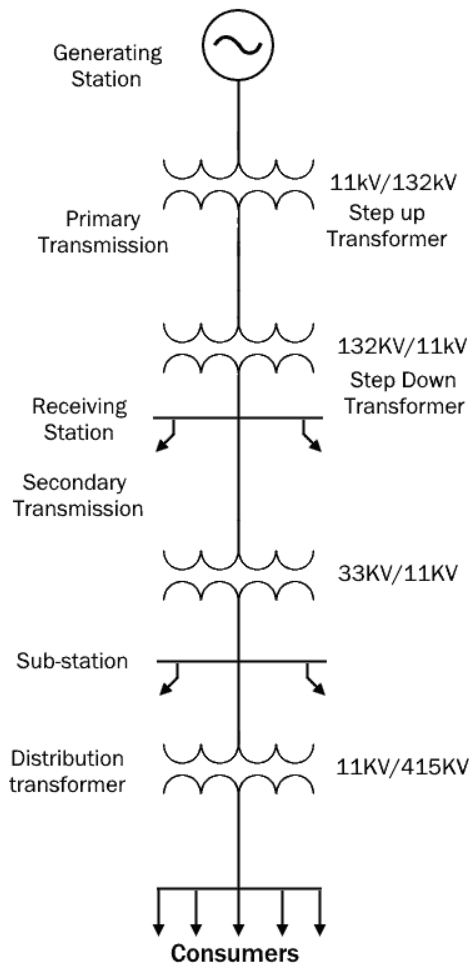 Generating
Station
11kV/132kV
Step up
Transformer
Primary
Transmission
132KV/11kV
Step Down
Transformer
Receiving
Station
Secondary
Transmission
33KV/11KV
Sub-station
Distribution
transformer
11KV/415KV
Consumers